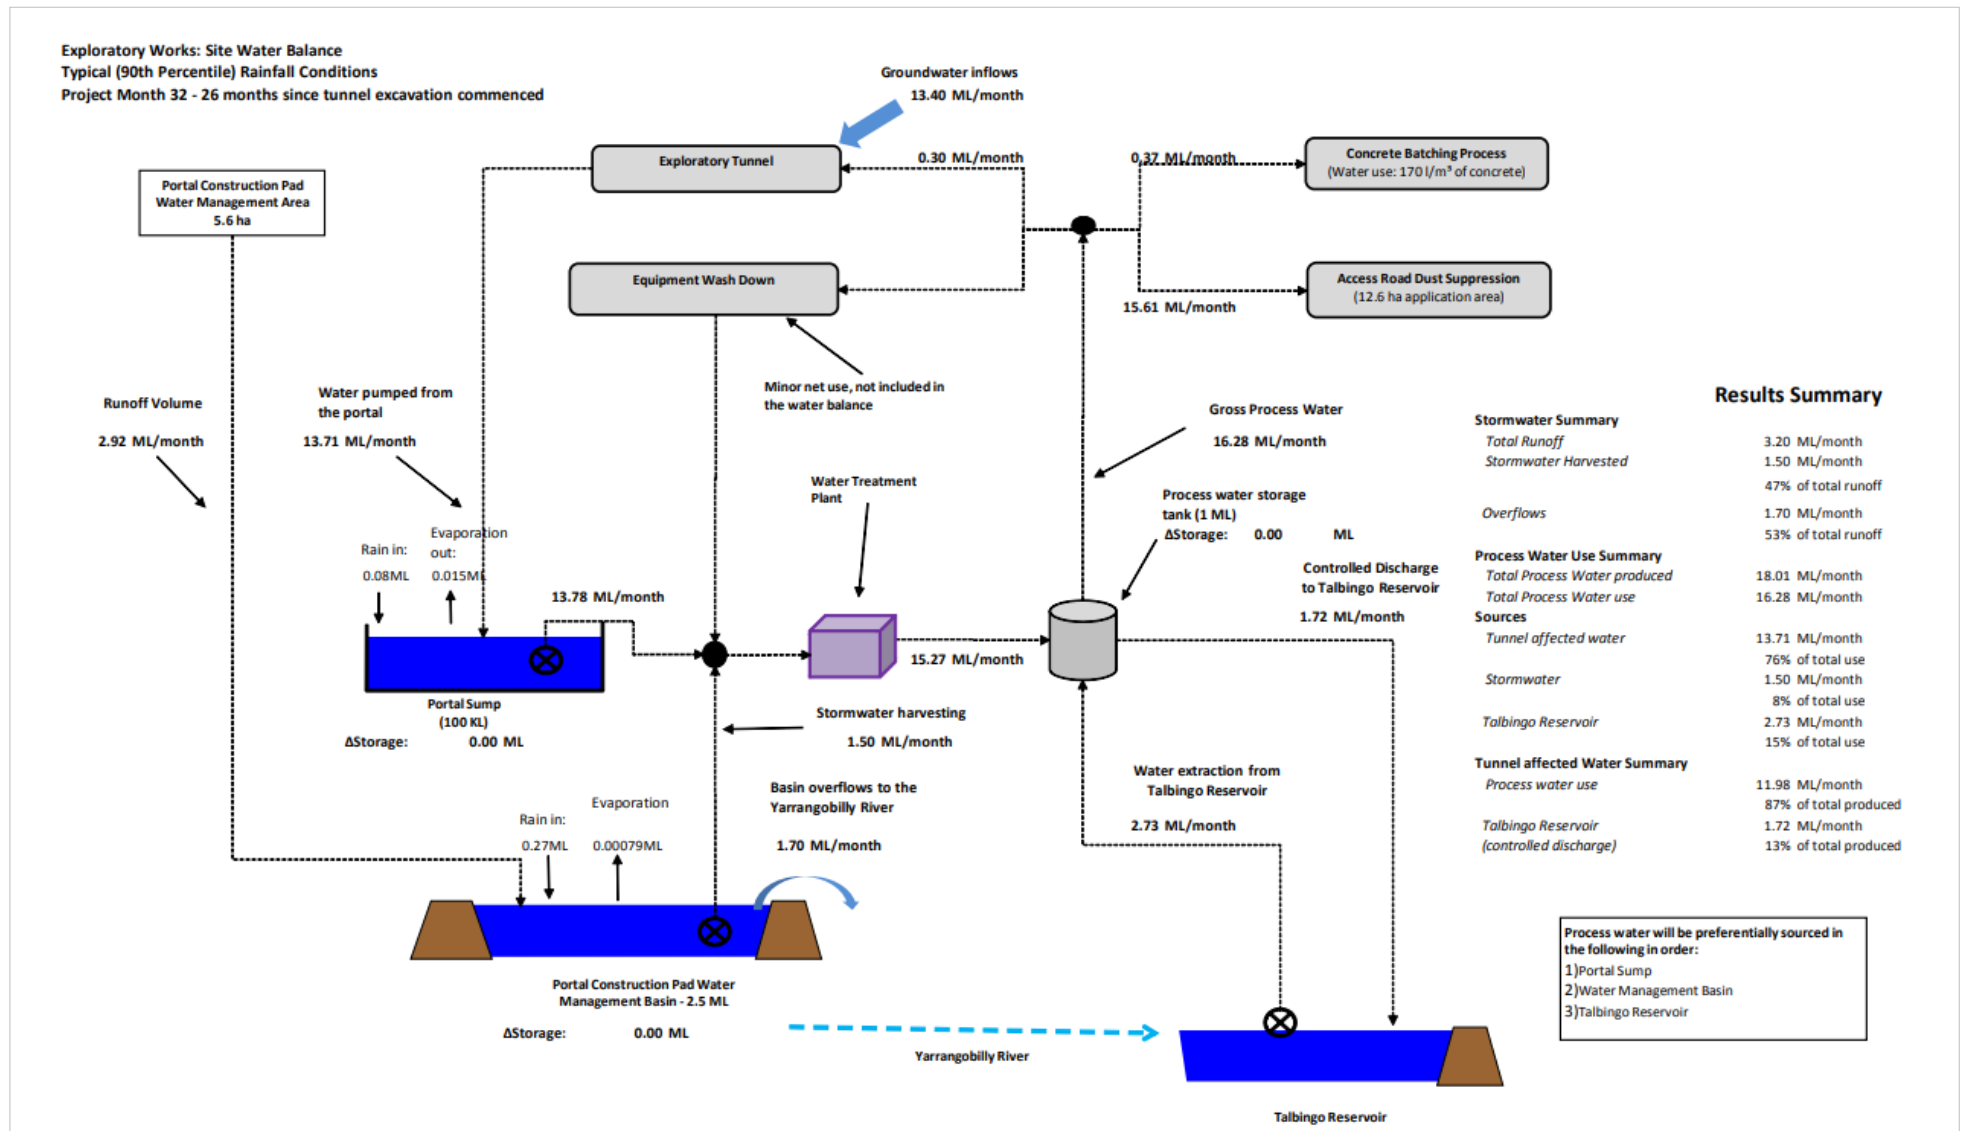 Exploratory Works: Site Water Balance
Typical (90th Percentile) Rainfall Conditions
Project Month 32 - 26 months since tunnel excavation commenced
Groundwater inflows
13.40 ML/month
Exploratory Tunnel
0.30 ML/month
0.37 ML/month
Concrete Batching Process
(Water use: 170 l/m³ of concrete)
Portal Construction Pad
Water Management Area
5.6 ha
Equipment Wash Down
Access Road Dust Suppression
(12.6 ha application area)
15.61 ML/month
Minor net use, not included in
the water balance
Runoff Volume
2.92 ML/month
Water pumped from
the portal
13.71 ML/month
Gross Process Water
16.28 ML/month
Water Treatment
Plant
Process water storage
tank (1 ML)
ΔStorage: 0.00 ML
Rain in:
0.08ML
Evaporation
out:
0.015ML
13.78 ML/month
Controlled Discharge
to Talbingo Reservoir
1.72 ML/month
15.27 ML/month
Portal Sump
(100 KL)
ΔStorage: 0.00 ML
Stormwater harvesting
1.50 ML/month
Water extraction from
Talbingo Reservoir
2.73 ML/month
Basin overflows to the
Yarrangobilly River
1.70 ML/month
Rain in:
0.27ML
Evaporation
0.00079ML
Portal Construction Pad Water
Management Basin - 2.5 ML
ΔStorage: 0.00 ML
Yarrangobilly River
Talbingo Reservoir
Results Summary
Stormwater Summary
Total Runoff 3.20 ML/month
Stormwater Harvested 1.50 ML/month
47% of total runoff
Overflows 1.70 ML/month
53% of total runoff
Process Water Use Summary
Total Process Water produced 18.01 ML/month
Total Process Water use 16.28 ML/month
Sources
Tunnel affected water 13.71 ML/month
76% of total use
Stormwater 1.50 ML/month
8% of total use
Talbingo Reservoir 2.73 ML/month
15% of total use
Tunnel affected Water Summary
Process water use 11.98 ML/month
87% of total produced
Talbingo Reservoir 1.72 ML/month
(controlled discharge) 13% of total produced
Process water will be preferentially sourced in
the following in order:
1)Portal Sump
2)Water Management Basin
3)Talbingo Reservoir